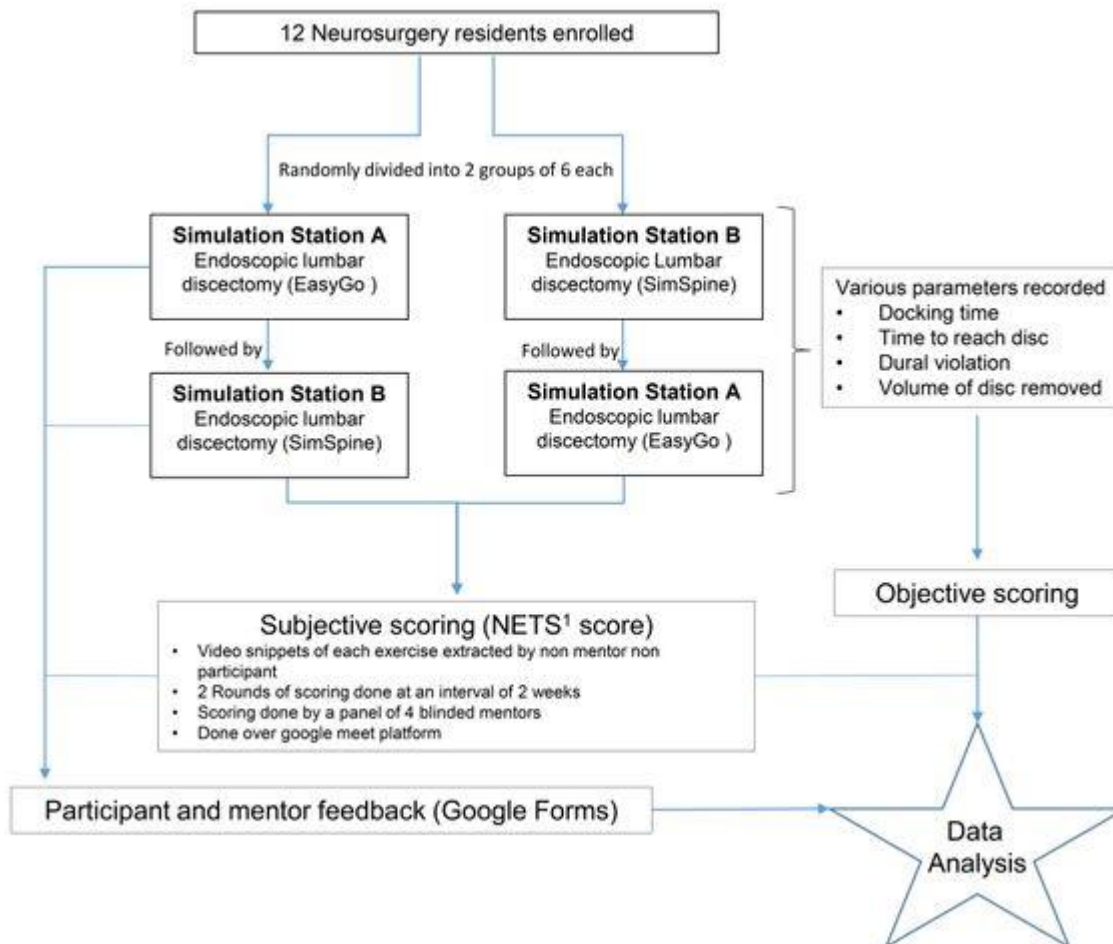 12 Neurosurgery residents enrolled
Randomly divided into 2 groups of 6 each
Simulation Station A
Endoscopic lumbar
discectomy (EasyGo )
Followed by
Simulation Station B
Endoscopic lumbar
discectomy (SimSpine)
Simulation Station B
Endoscopic Lumbar
discectomy (SimSpine)
Followed by
Simulation Station A
Endoscopic lumbar
discectomy (EasyGo )
Various parameters recorded
• Docking time
• Time to reach disc
• Dural violation
• Volume of disc removed
Objective scoring
Subjective scoring (NETS¹ score)
• Video snippets of each exercise extracted by non mentor non
participant
• 2 Rounds of scoring done at an interval of 2 weeks
• Scoring done by a panel of 4 blinded mentors
• Done over google meet platform
Participant and mentor feedback (Google Forms)
Data
Analysis